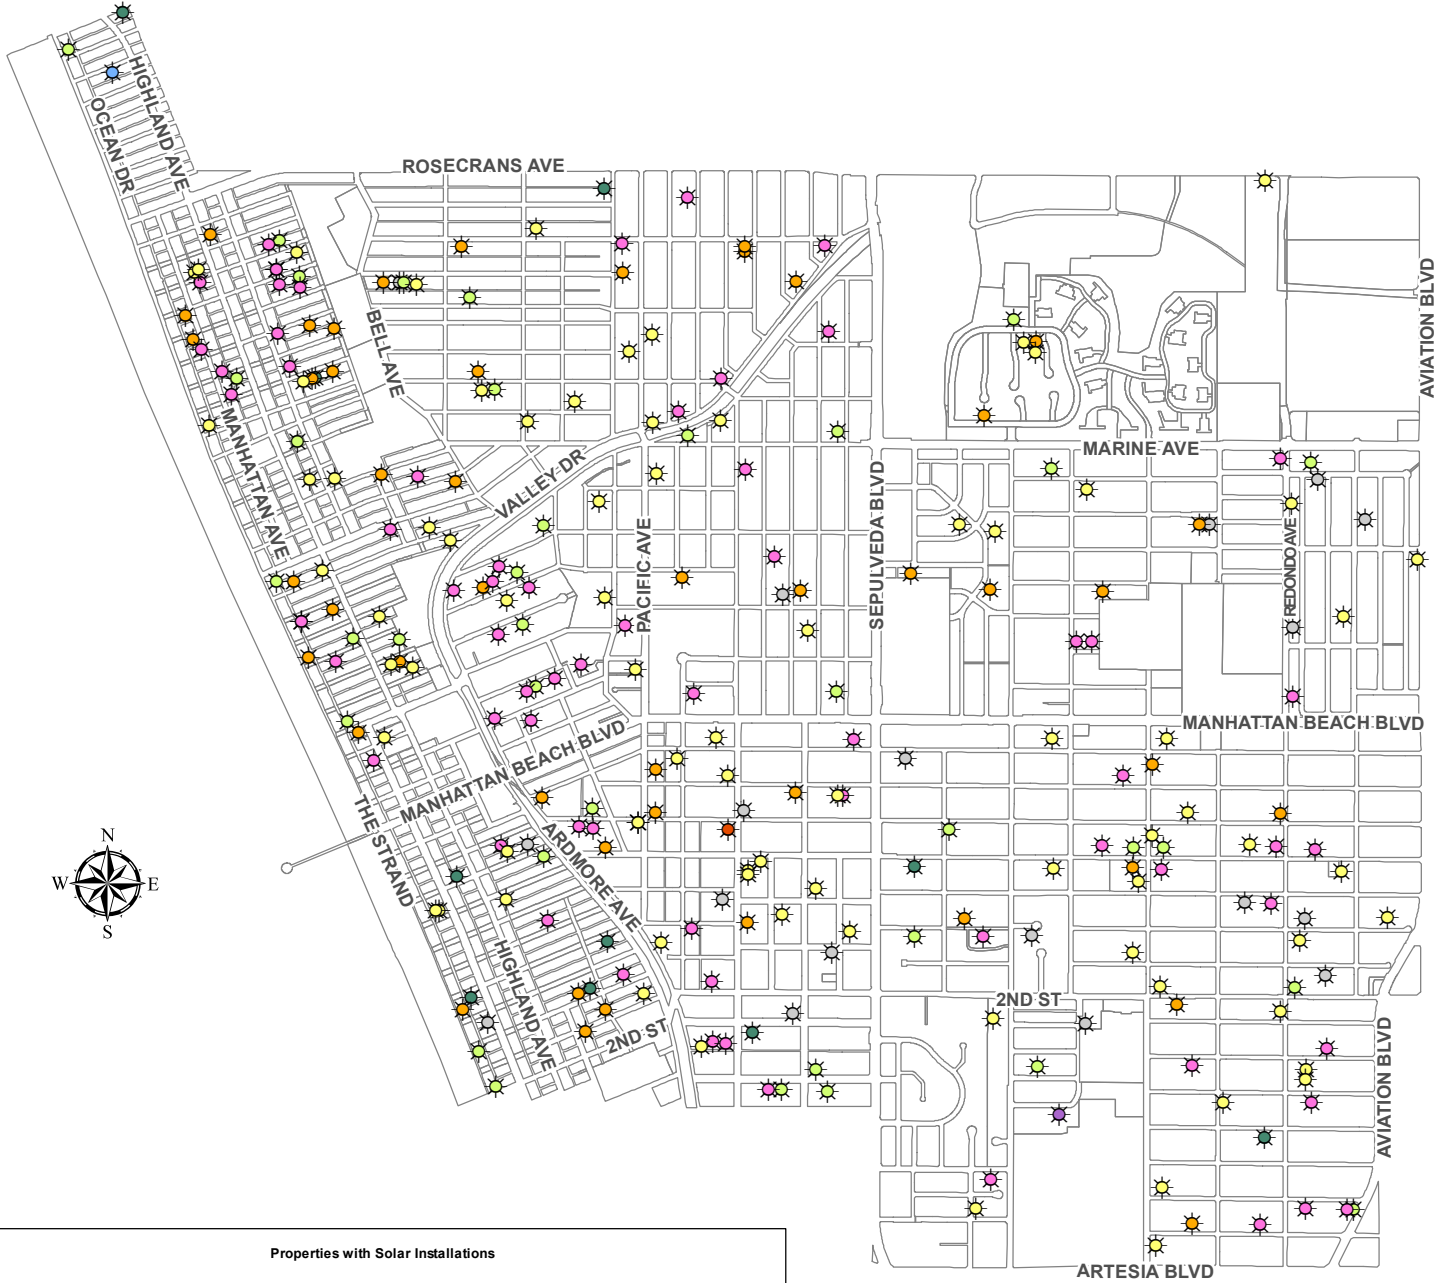 HIGHLAND AVE
OCEAN DR
ROSECRANS AVE
BELL AVE
AVIATION BLVD
MANHATTAN AVE
VALLEY DR
MARINE AVE
PACIFIC AVE
SEPULVEDA BLVD
REDONDO AVE
MANHATTAN BEACH BLVD
MANHATTAN BEACH BLVD
THE STRAND
ARDMORE AVE
N
W E
S
HIGHLAND AVE
2ND ST
2ND ST
AVIATION BLVD
Properties with Solar Installations
ARTESIA BLVD